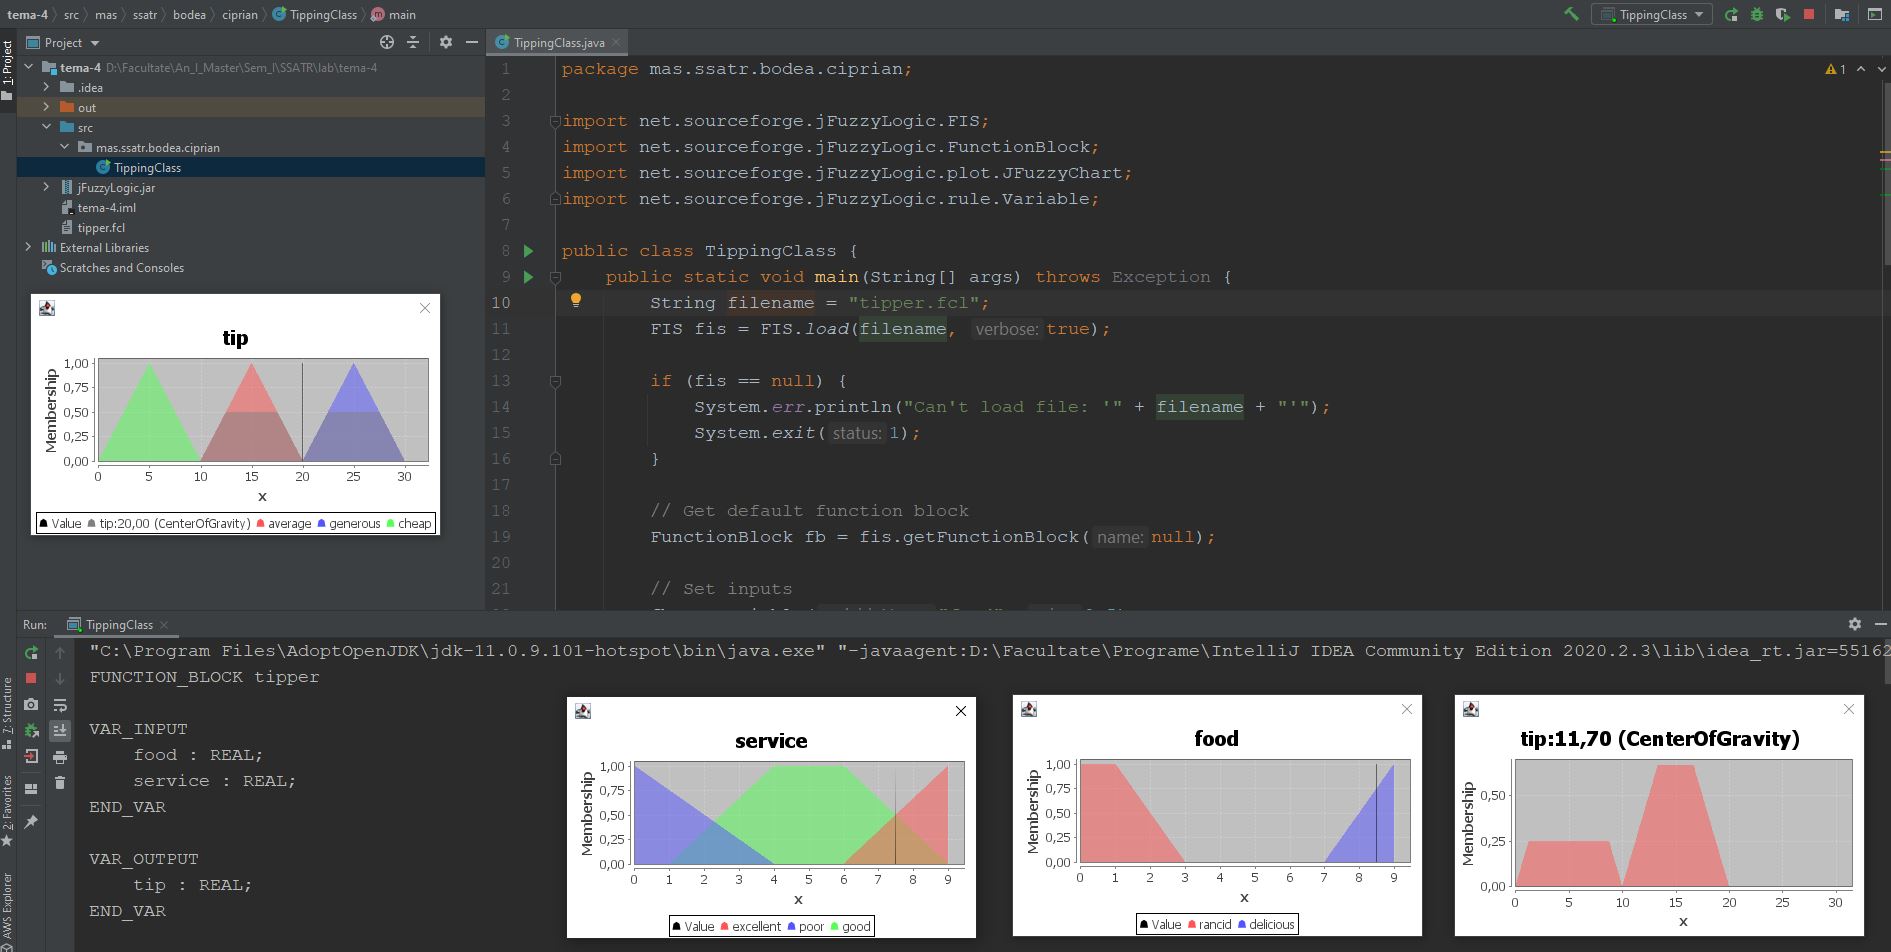 tema-4 src mas ssatr bodea ciprian TippingClass main
TippingClass
Project
TippingClass.java
1: Project
tema-4 D:\Facultate\An_I_Master\Sem_I\SSATR\lab\tema-4
.idea
out
src
mas.ssatr.bodea.ciprian
TippingClass
jFuzzyLogic.jar
tema-4.iml
tipper.fcl
External Libraries
Scratches and Consoles
1 package mas.ssatr.bodea.ciprian;
1
2
3 import net.sourceforge.jFuzzyLogic.FIS;
4 import net.sourceforge.jFuzzyLogic.FunctionBlock;
5 import net.sourceforge.jFuzzyLogic.plot.JFuzzyChart;
6 import net.sourceforge.jFuzzyLogic.rule.Variable;
7
8 public class TippingClass {
9 public static void main(String[] args) throws Exception {
10 String filename = "tipper.fcl";
11 FIS fis = FIS.load(filename, verbose: true);
12
13 if (fis == null) {
14 System.err.println("Can't load file: '" + filename + "'");
15 System.exit( status: 1);
16 }
17
18 // Get default function block
19 FunctionBlock fb = fis.getFunctionBlock( name: null);
20
21 // Set inputs
tip
Membership
1,00
0,75
0,50
0,25
0,00
0 5 10 15 20 25 30
x
Value tip:20,00 (CenterOfGravity) average generous cheap
Run: TippingClass
"C:\Program Files\AdoptOpenJDK\jdk-11.0.9.101-hotspot\bin\java.exe" "-javaagent:D:\Facultate\Programe\IntelliJ IDEA Community Edition 2020.2.3\lib\idea_rt.jar=55162
FUNCTION_BLOCK tipper
VAR_INPUT
food : REAL;
service : REAL;
END_VAR
VAR_OUTPUT
tip : REAL;
END_VAR
7: Structure
2: Favorites
AWS Explorer
service
Membership
1,00
0,75
0,50
0,25
0,00
0 1 2 3 4 5 6 7 8 9
x
Value excellent poor good
food
Membership
1,00
0,75
0,50
0,25
0,00
0 1 2 3 4 5 6 7 8 9
x
Value rancid delicious
tip:11,70 (CenterOfGravity)
Membership
0,50
0,25
0,00
0 5 10 15 20 25 30
x